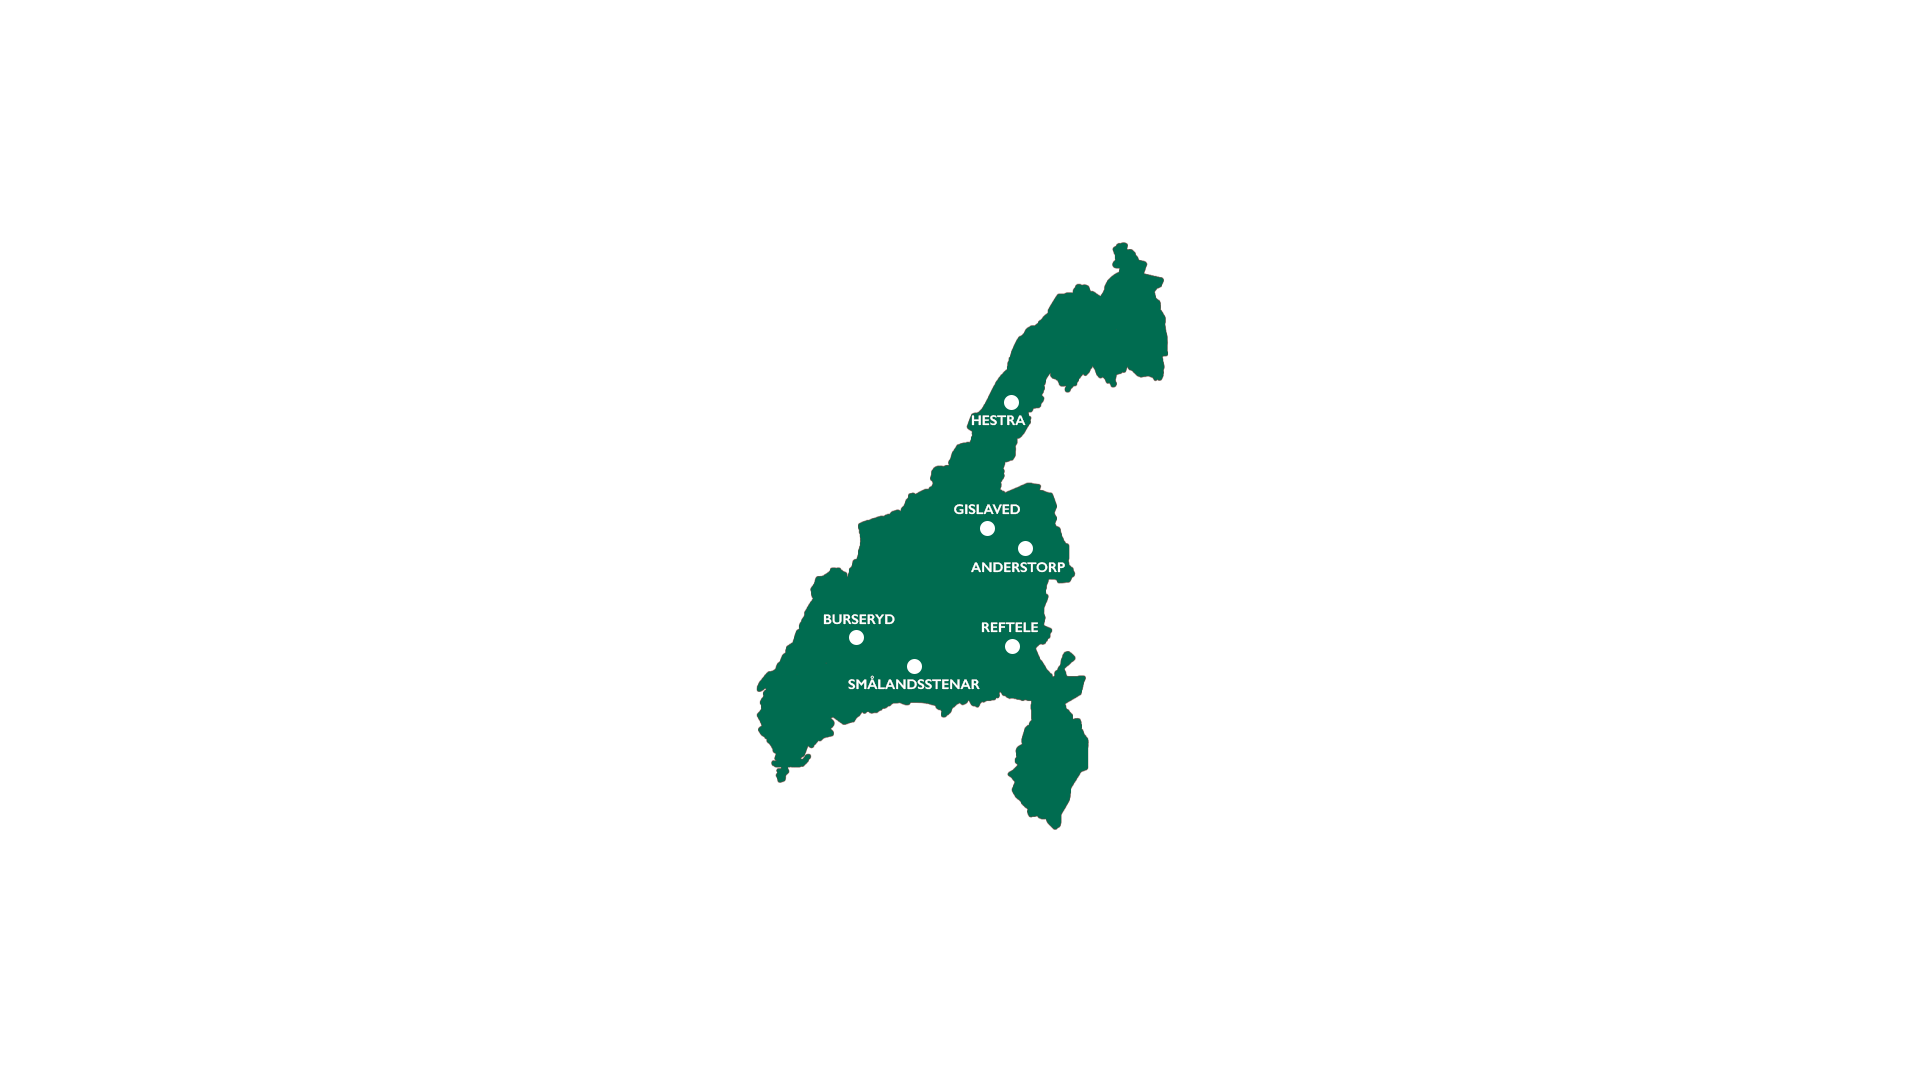 HESTRA
GISLAVED
ANDERSTORP
BURSERYD
REFTELE
SMÅLANDSSTENAR